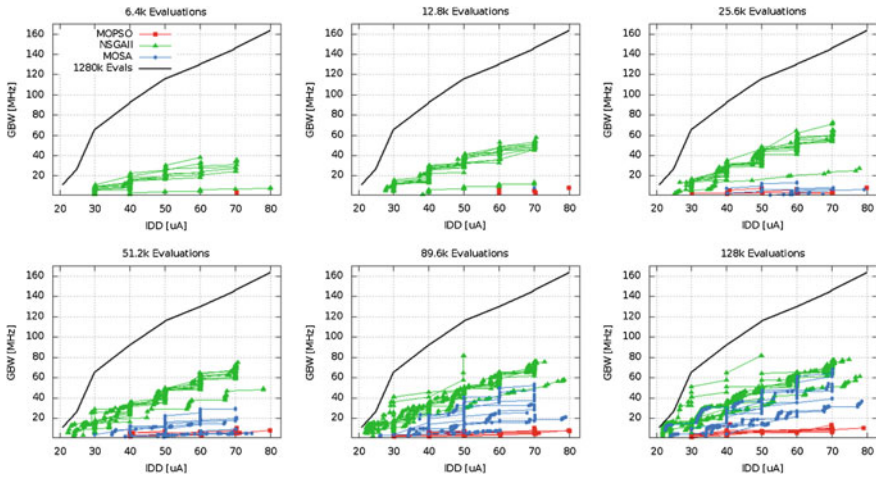 6.4k Evaluations
12.8k Evaluations
25.6k Evaluations
GBW [MHz]
160
140
120
100
80
60
40
20
MOPSO
NSGAII
MOSA
1280k Evals
20 30 40 50 60 70 80
IDD [uA]
GBW [MHz]
160
140
120
100
80
60
40
20
20 30 40 50 60 70 80
IDD [uA]
GBW [MHz]
160
140
120
100
80
60
40
20
20 30 40 50 60 70 80
IDD [uA]
51.2k Evaluations
89.6k Evaluations
128k Evaluations
GBW [MHz]
160
140
120
100
80
60
40
20
20 30 40 50 60 70 80
IDD [uA]
GBW [MHz]
160
140
120
100
80
60
40
20
20 30 40 50 60 70 80
IDD [uA]
GBW [MHz]
160
140
120
100
80
60
40
20
20 30 40 50 60 70 80
IDD [uA]